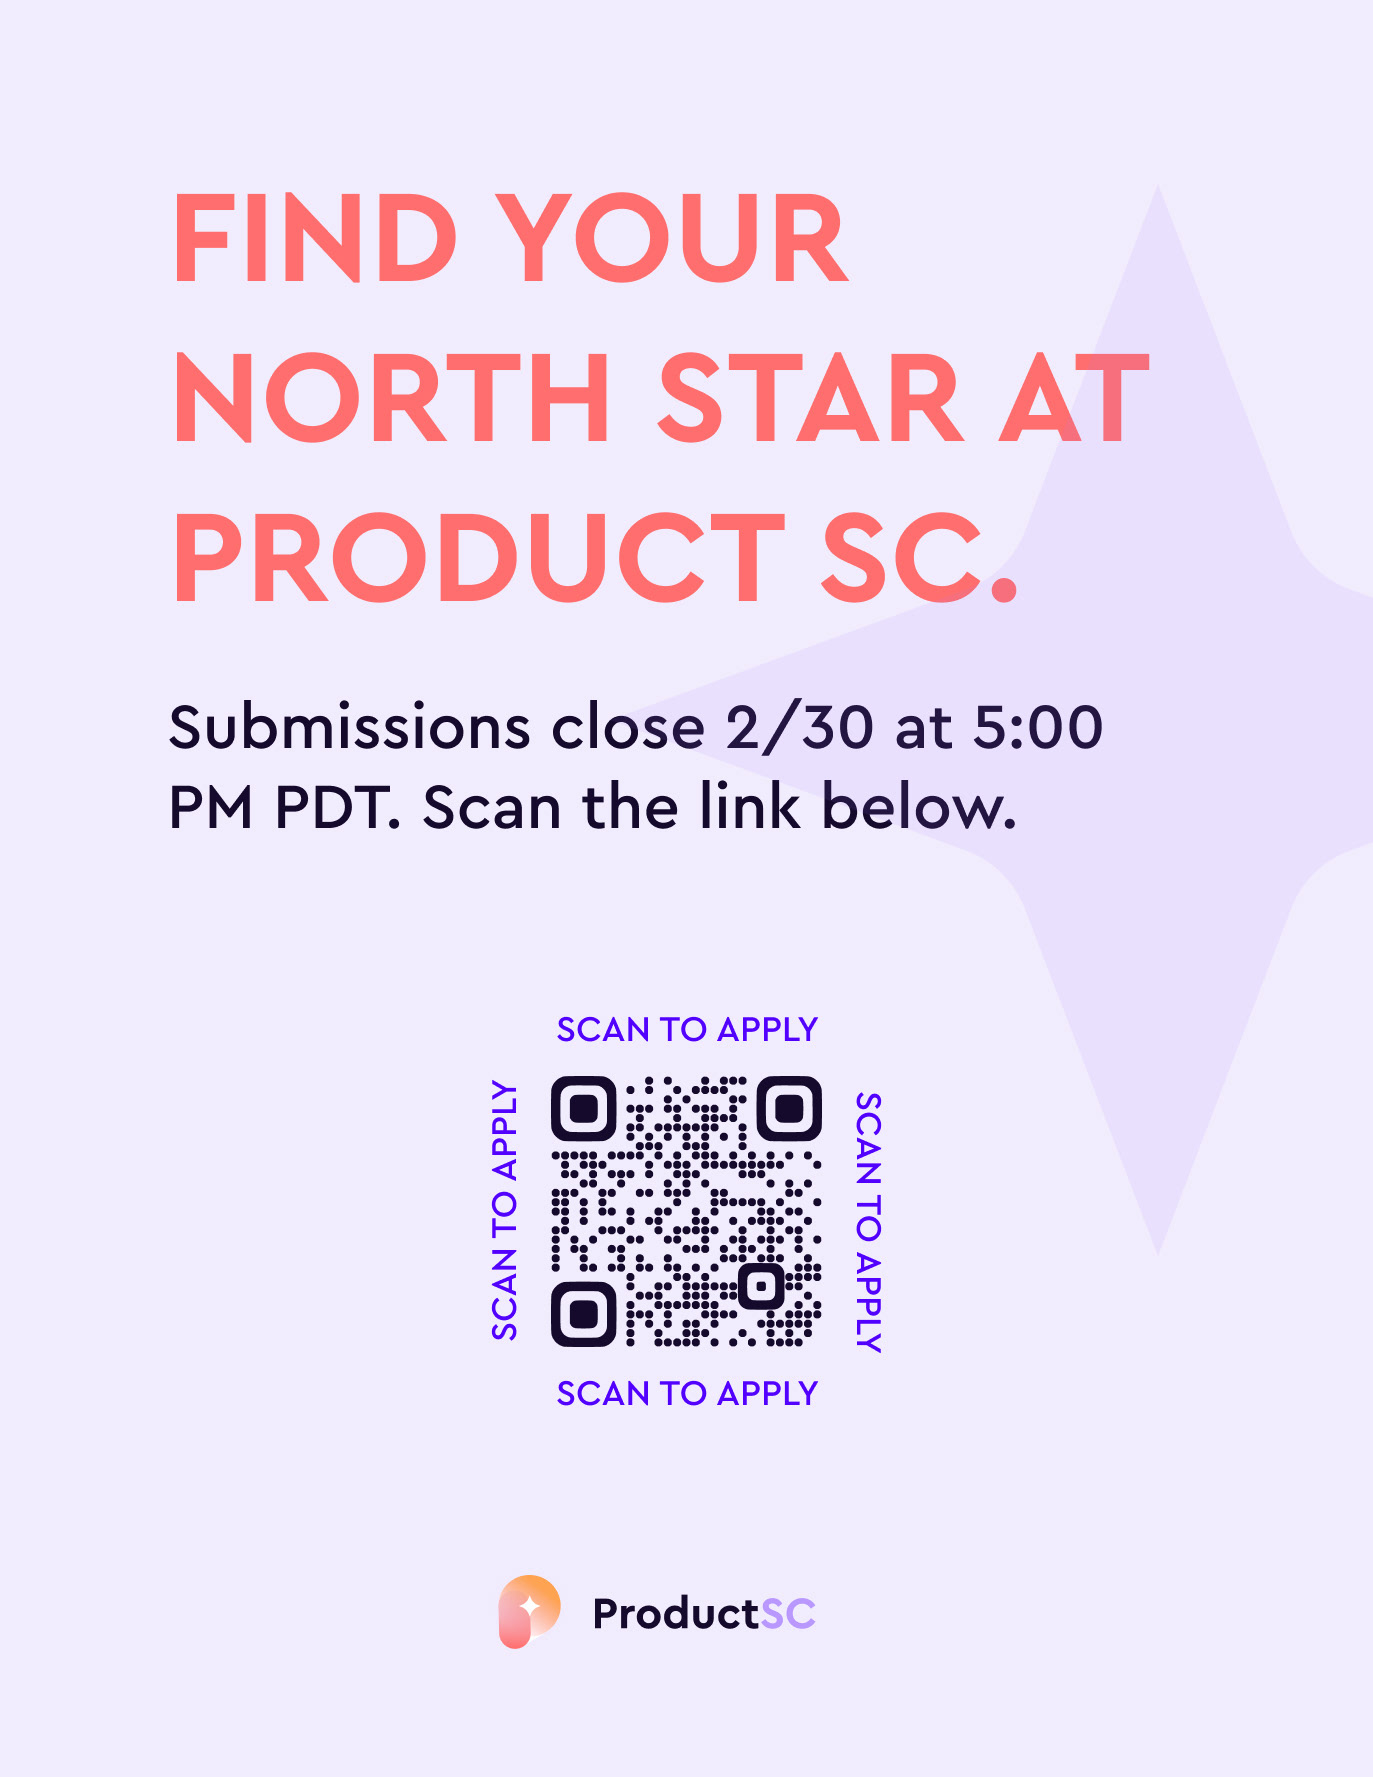 FIND YOUR
NORTH STAR AT
PRODUCT SC.
Submissions close 2/30 at 5:00
PM PDT. Scan the link below.
SCAN TO APPLY
SCAN TO APPLY
SCAN TO APPLY
SCAN TO APPLY
ProductSC